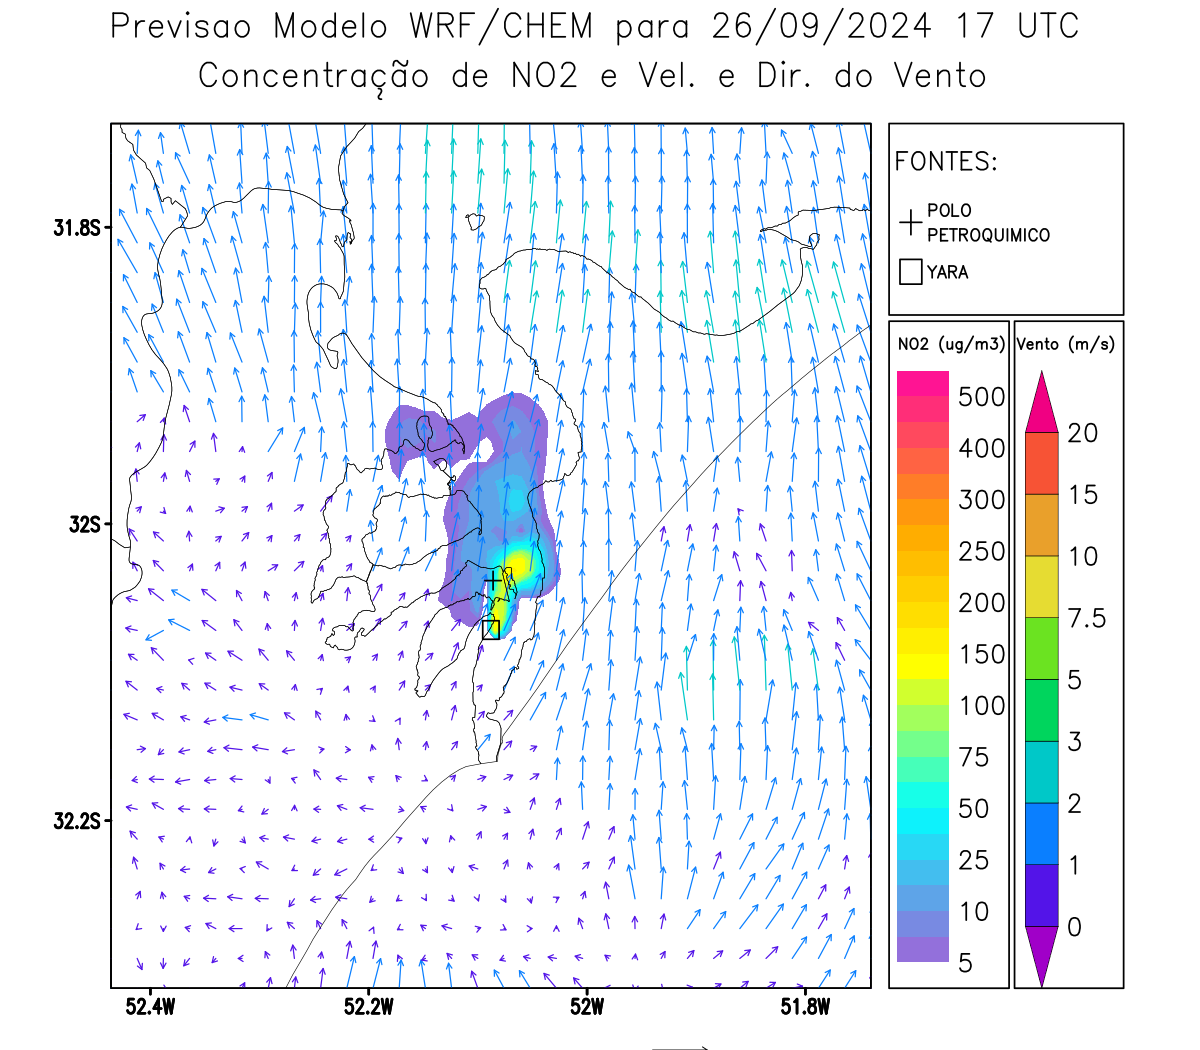 Previsao Modelo WRF/CHEM para 26/09/2024 17 UTC
Concentração de NO2 e Vel. e Dir. do Vento
FONTES:
POLO
PETROQUIMICO
YARA
NO2 (ug/m3)
500
400
300
250
200
150
100
75
50
25
10
5
Vento (m/s)
20
15
10
7.5
5
3
2
1
0
31.8S
32S
32.2S
52.4W
52.2W
52W
51.8W